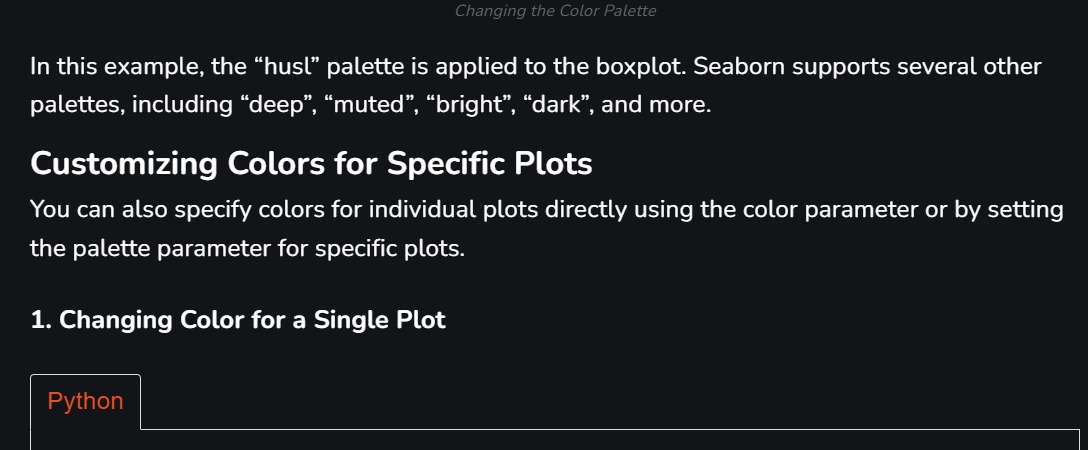 Changing the Color Palette
In this example, the “husl” palette is applied to the boxplot. Seaborn supports several other
palettes, including “deep”, “muted”, “bright”, “dark”, and more.
Customizing Colors for Specific Plots
You can also specify colors for individual plots directly using the color parameter or by setting
the palette parameter for specific plots.
1. Changing Color for a Single Plot
Python